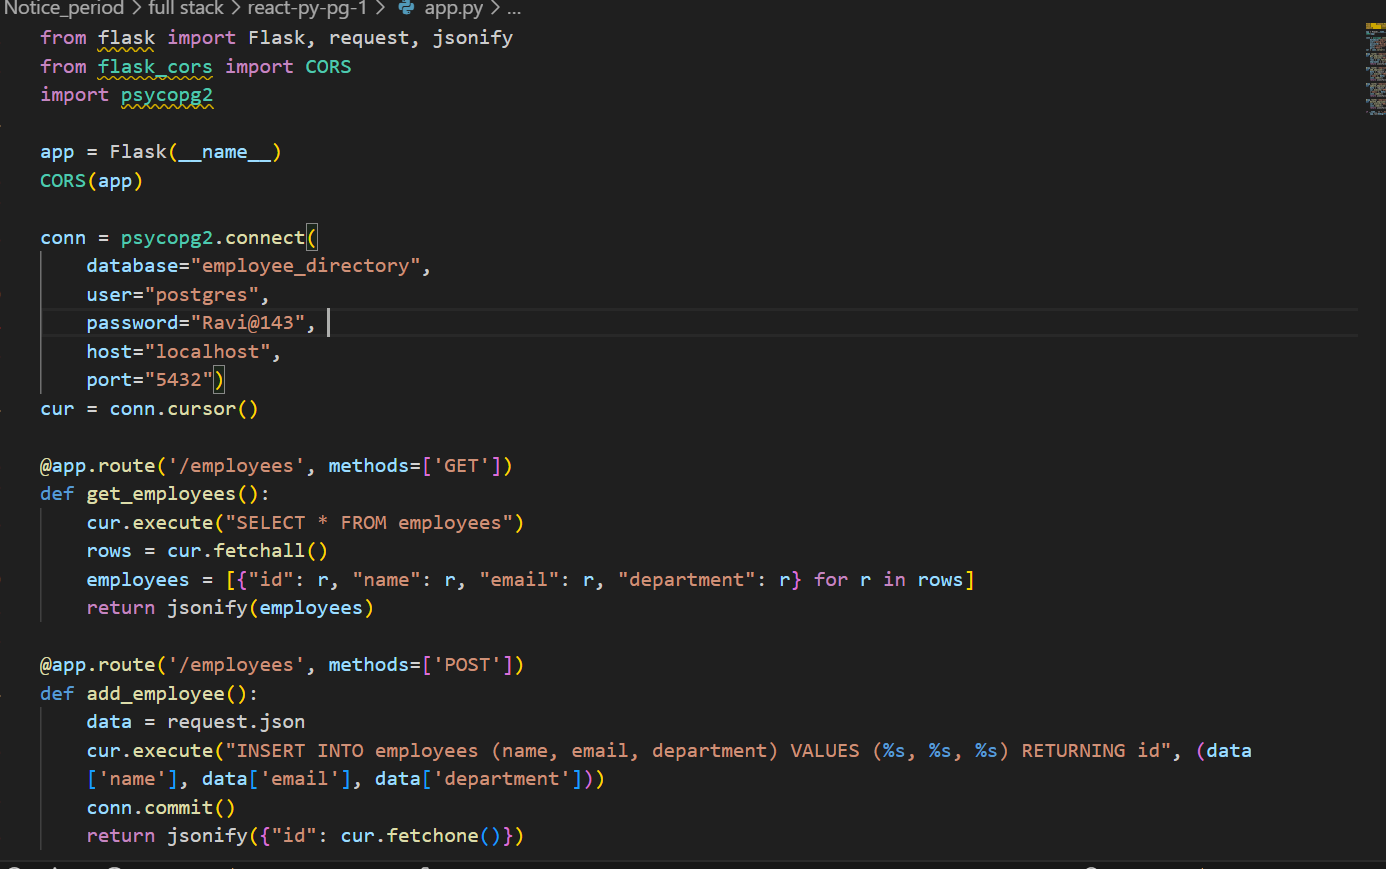 Notice_period > full stack > react-py-pg-1 > app.py > ...
from flask import Flask, request, jsonify
from flask_cors import CORS
import psycopg2
app = Flask(__name__)
CORS(app)
conn = psycopg2.connect(
    database="employee_directory",
    user="postgres",
    password="Ravi@143",
    host="localhost",
    port="5432")
cur = conn.cursor()
@app.route('/employees', methods=['GET'])
def get_employees():
    cur.execute("SELECT * FROM employees")
    rows = cur.fetchall()
    employees = [{"id": r, "name": r, "email": r, "department": r} for r in rows]
    return jsonify(employees)
@app.route('/employees', methods=['POST'])
def add_employee():
    data = request.json
    cur.execute("INSERT INTO employees (name, email, department) VALUES (%s, %s, %s) RETURNING id", (data
    ['name'], data['email'], data['department']))
    conn.commit()
    return jsonify({"id": cur.fetchone()})